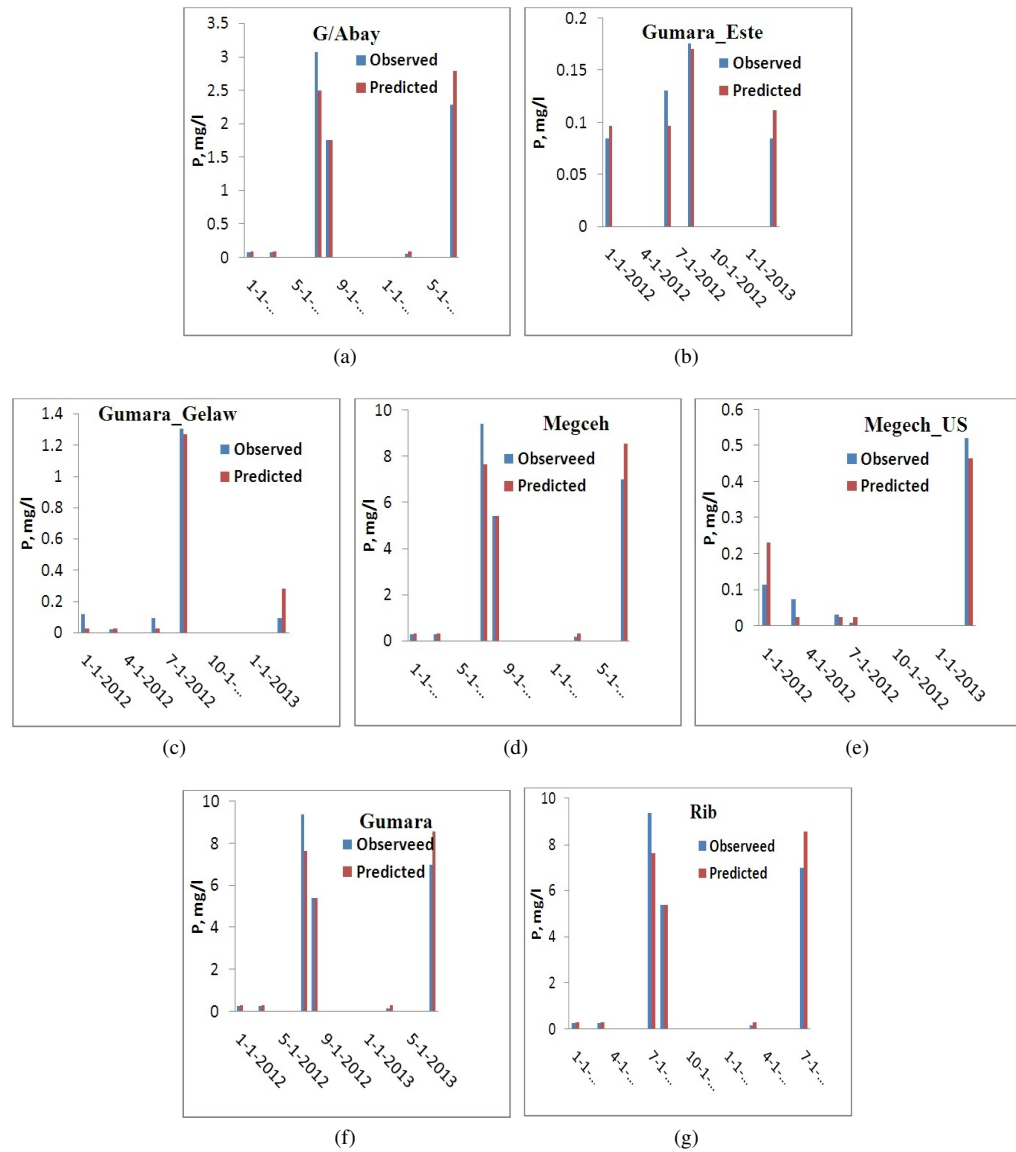 G/Abay
Observed
Predicted
P, mg/l
3.5
3
2.5
2
1.5
1
0.5
0
1-1-...
5-1-...
9-1-...
1-1-...
5-1-...
(a)
Gumara_Este
Observed
Predicted
P, mg/l
0.2
0.15
0.1
0.05
0
1-1-2012
4-1-2012
7-1-2012
10-1-2012
1-1-2013
(b)
Gumara_Gelaw
Observed
Predicted
P, mg/l
1.4
1.2
1
0.8
0.6
0.4
0.2
0
1-1-2012
4-1-2012
7-1-2012
10-1-...
1-1-2013
(c)
Megceh
Observeed
Predicted
P, mg/l
10
8
6
4
2
0
1-1-...
5-1-...
9-1-...
1-1-...
5-1-...
(d)
Megech_US
Observed
Predicted
P, mg/l
0.6
0.5
0.4
0.3
0.2
0.1
0
1-1-2012
4-1-2012
7-1-2012
10-1-2012
1-1-2013
(e)
Gumara
Observeed
Predicted
P, mg/l
10
8
6
4
2
0
1-1-2012
5-1-2012
9-1-2012
1-1-2013
5-1-2013
(f)
Rib
Observeed
Predicted
P, mg/l
10
8
6
4
2
0
1-1-...
4-1-...
7-1-...
10-1-...
1-1-...
4-1-...
7-1-...
(g)